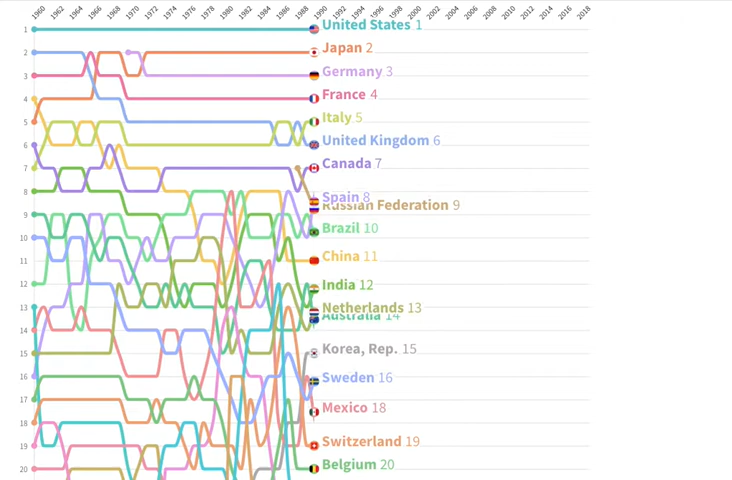 1960 1962 1964 1966 1968 1970 1972 1974 1976 1978 1980 1982 1984 1986 1988 1990 1992 1994 1996 1998 2000 2002 2004 2006 2008 2010 2012 2014 2016 2018
1 United States 1
2 Japan 2
3 Germany 3
4 France 4
5 Italy 5
6 United Kingdom 6
7 Canada 7
Spain 8
8 Russian Federation 9
9 Brazil 10
10
11 China 11
12 India 12
13 Netherlands 13
Australia 14
14
15 Korea, Rep. 15
16 Sweden 16
17 Mexico 18
18
19 Switzerland 19
20 Belgium 20